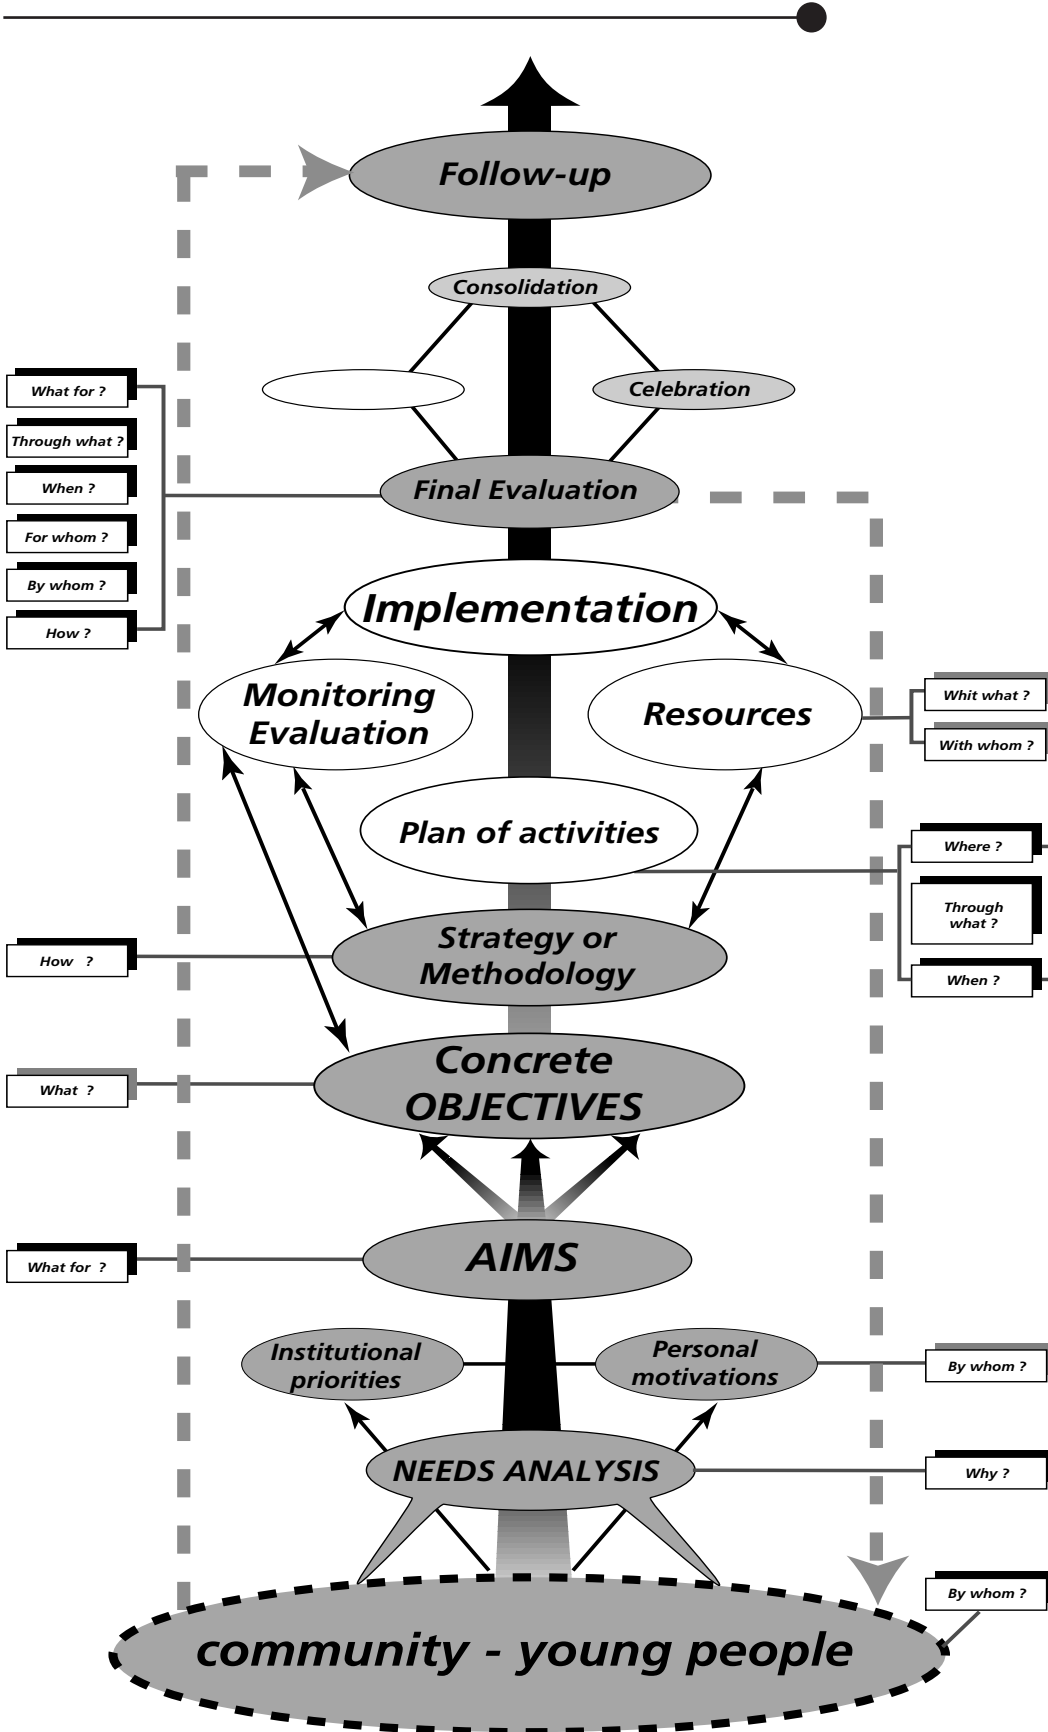 Follow-up
Consolidation
What for ?
Celebration
Through what ?
When ?
Final Evaluation
For whom ?
By whom ?
How ?
Implementation
Monitoring
Evaluation
Resources
Whit what ?
With whom ?
Plan of activities
Where ?
Through
what ?
When ?
Strategy or
Methodology
How ?
Concrete
OBJECTIVES
What ?
AIMS
What for ?
Institutional
priorities
Personal
motivations
By whom ?
NEEDS ANALYSIS
Why ?
By whom ?
community - young people